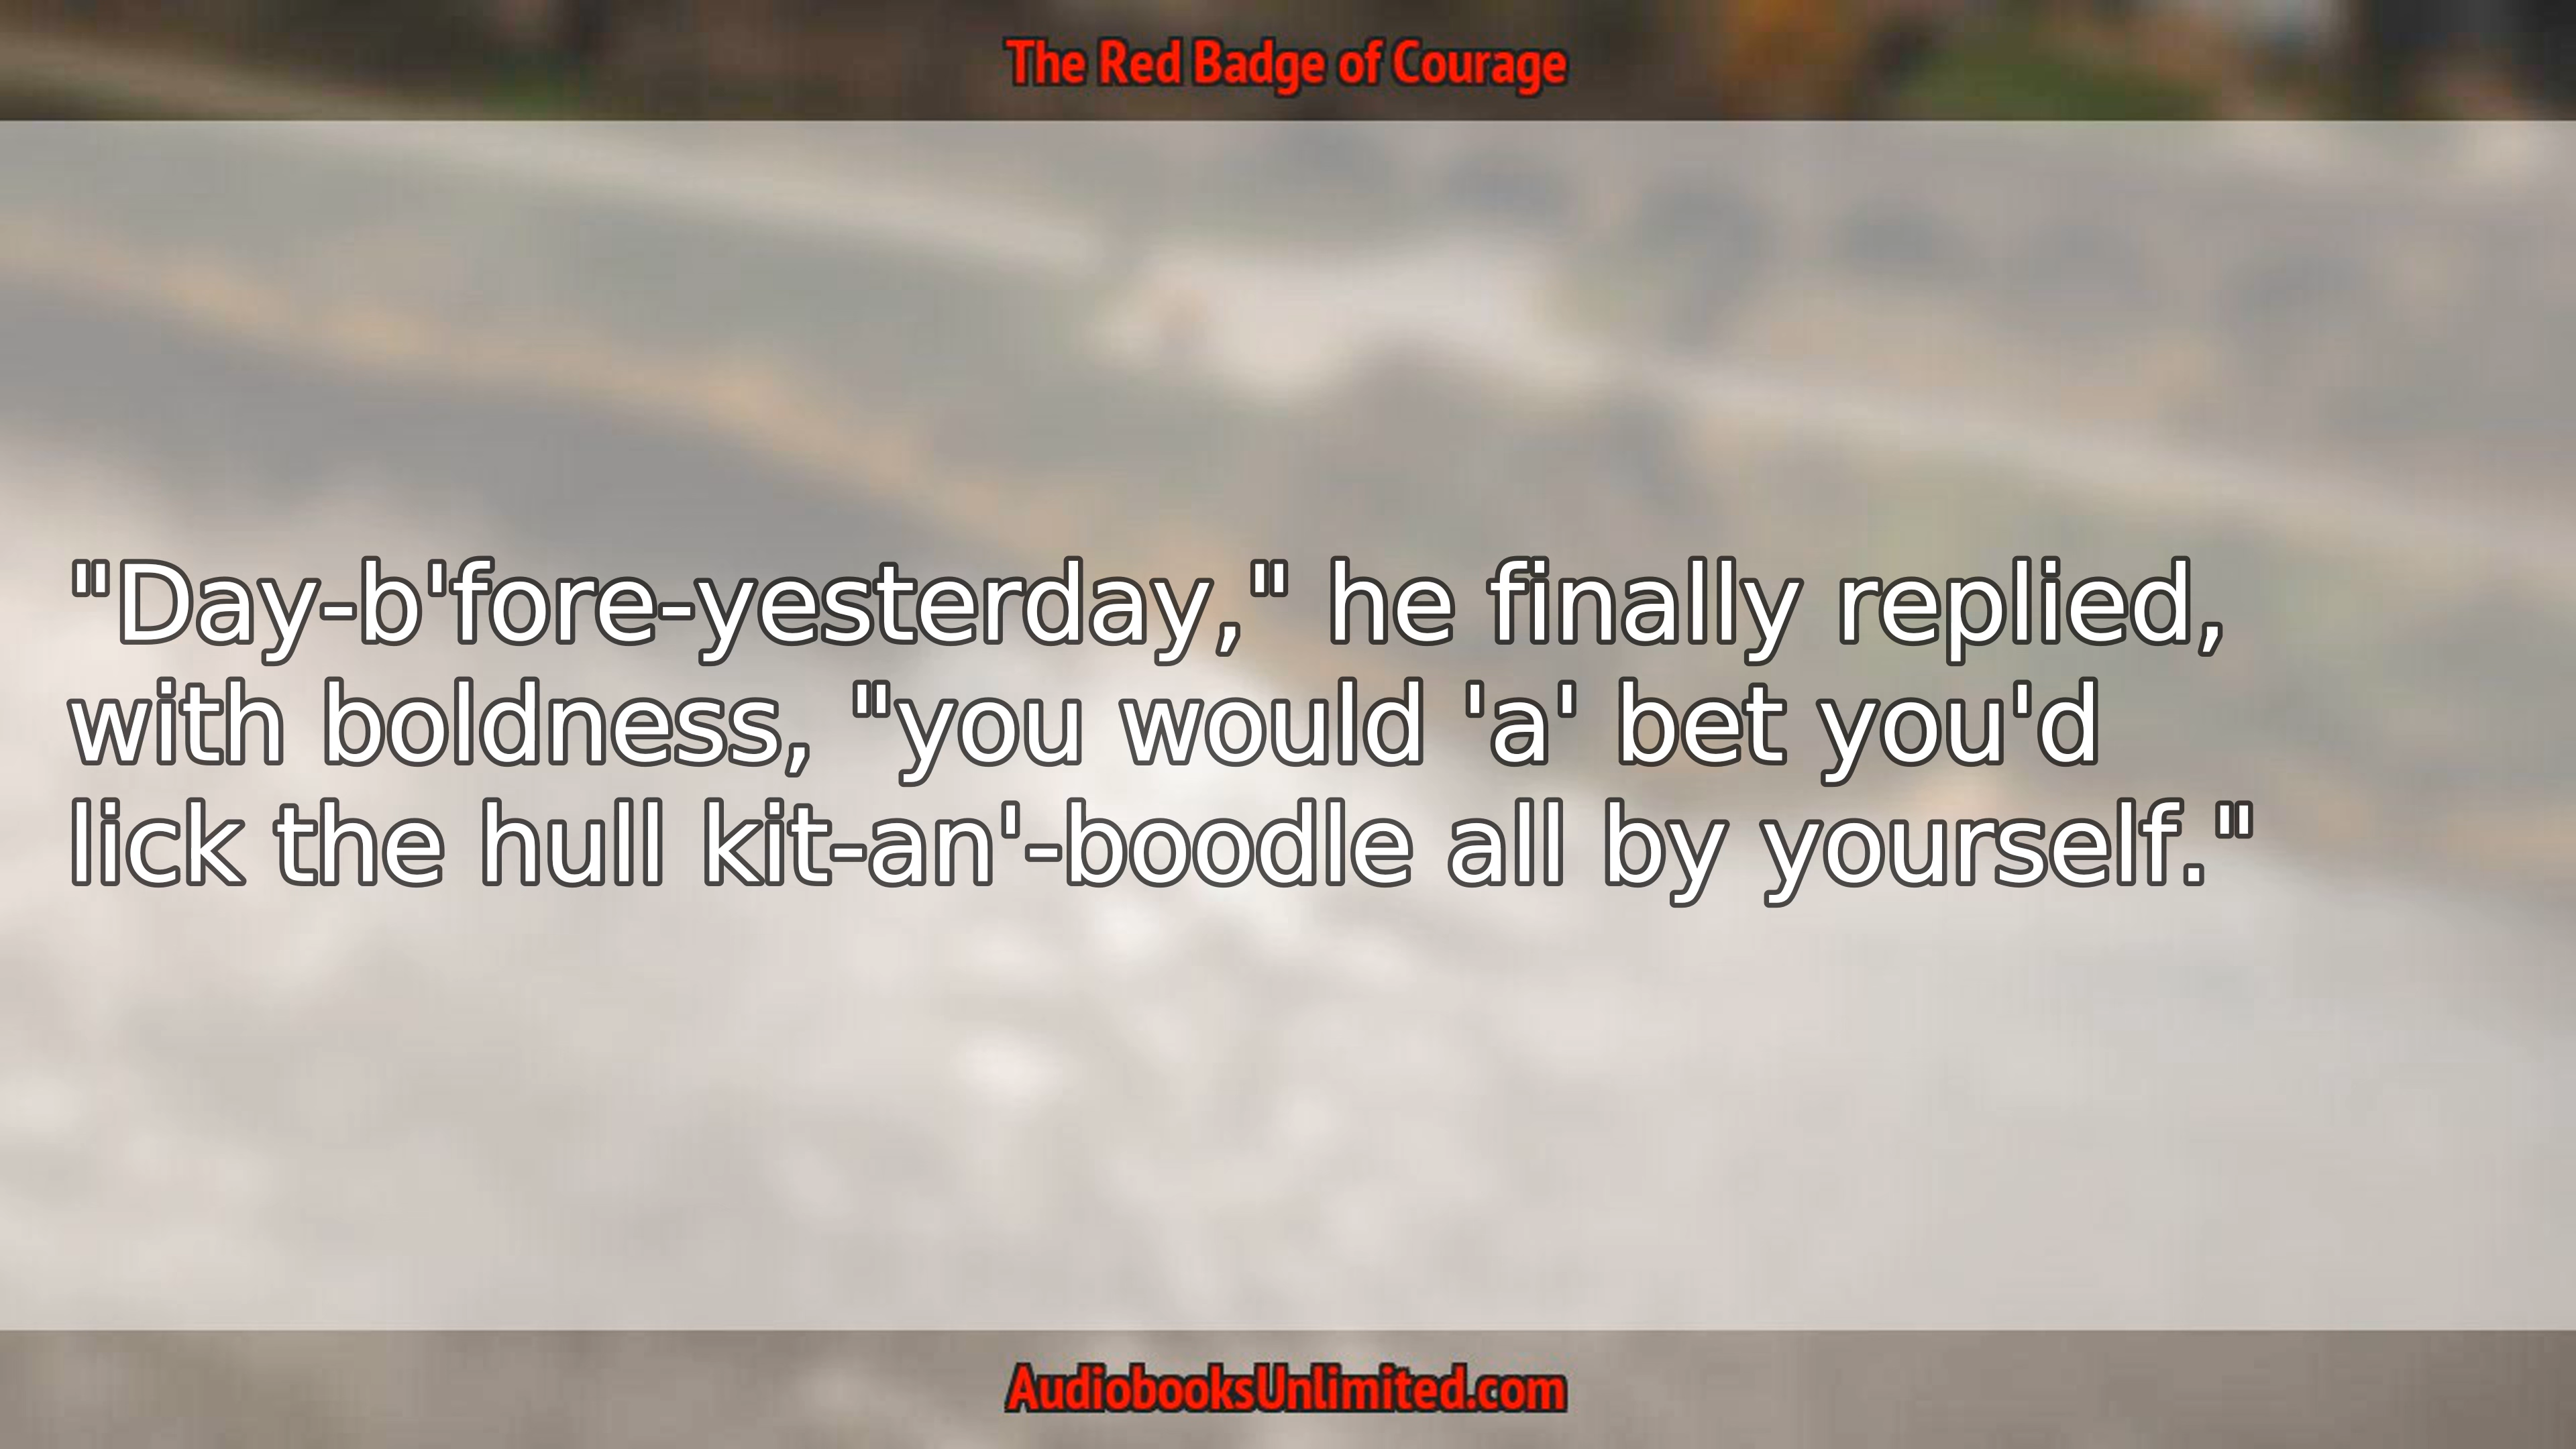 The Red Badge of Courage
"Day-b'fore-yesterday," he finally replied,
with boldness, "you would 'a' bet you'd
lick the hull kit-an'-boodle all by yourself."
AudiobooksUnlimited.com